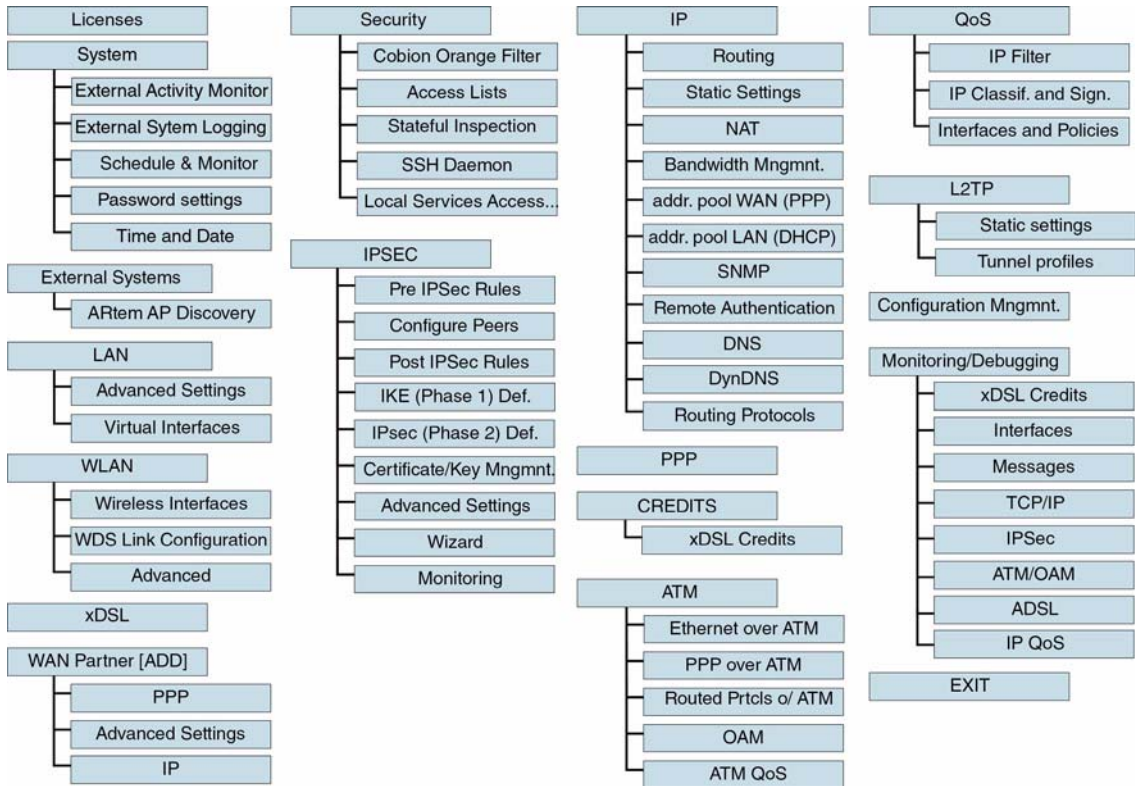 Licenses
System
External Activity Monitor
External Sytem Logging
Schedule & Monitor
Password settings
Time and Date
External Systems
ARtem AP Discovery
LAN
Advanced Settings
Virtual Interfaces
WLAN
Wireless Interfaces
WDS Link Configuration
Advanced
xDSL
WAN Partner [ADD]
PPP
Advanced Settings
IP
Security
Cobion Orange Filter
Access Lists
Stateful Inspection
SSH Daemon
Local Services Access...
IPSEC
Pre IPSec Rules
Configure Peers
Post IPSec Rules
IKE (Phase 1) Def.
IPsec (Phase 2) Def.
Certificate/Key Mngmnt.
Advanced Settings
Wizard
Monitoring
IP
Routing
Static Settings
NAT
Bandwidth Mngmnt.
addr. pool WAN (PPP)
addr. pool LAN (DHCP)
SNMP
Remote Authentication
DNS
DynDNS
Routing Protocols
PPP
CREDITS
xDSL Credits
ATM
Ethernet over ATM
PPP over ATM
Routed Prtcls o/ ATM
OAM
ATM QoS
QoS
IP Filter
IP Classif. and Sign.
Interfaces and Policies
L2TP
Static settings
Tunnel profiles
Configuration Mngmnt.
Monitoring/Debugging
xDSL Credits
Interfaces
Messages
TCP/IP
IPSec
ATM/OAM
ADSL
IP QoS
EXIT